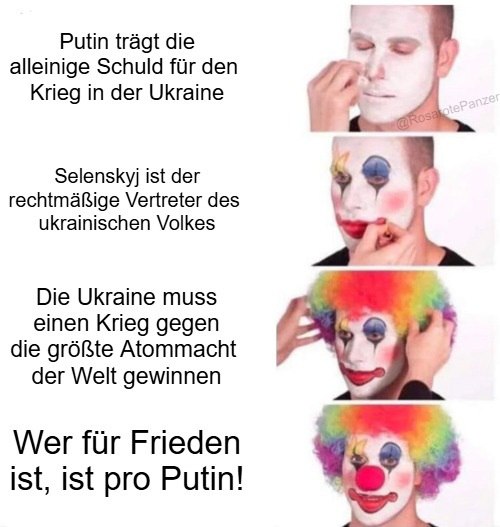 Putin trägt die
alleinige Schuld für den
Krieg in der Ukraine
@RosarotePanzer
Selenskyj ist der
rechtmäßige Vertreter des
ukrainischen Volkes
Die Ukraine muss
einen Krieg gegen
die größte Atommacht
der Welt gewinnen
Wer für Frieden
ist, ist pro Putin!